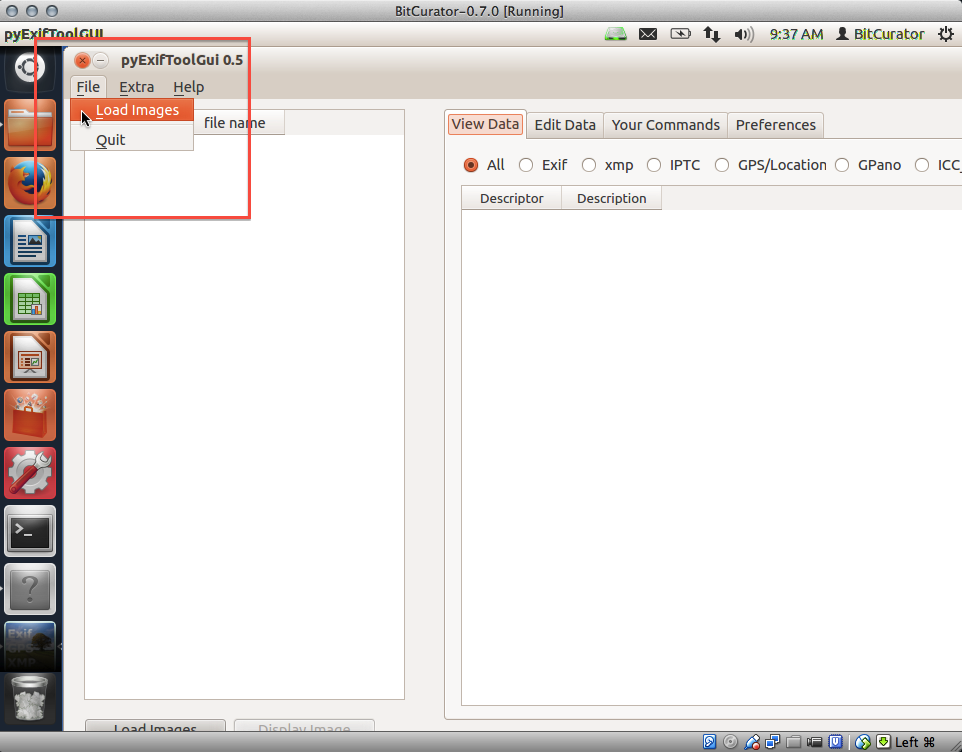 BitCurator-0.7.0 [Running]
pyExifToolGUI
9:37 AM BitCurator
pyExifToolGui 0.5
File Extra Help
Load Images
Quit
file name
View Data Edit Data Your Commands Preferences
All Exif xmp IPTC GPS/Location GPano ICC
Descriptor Description
>_
?
Exif
GPS
XMP
Load Images Display Image
Left ⌘